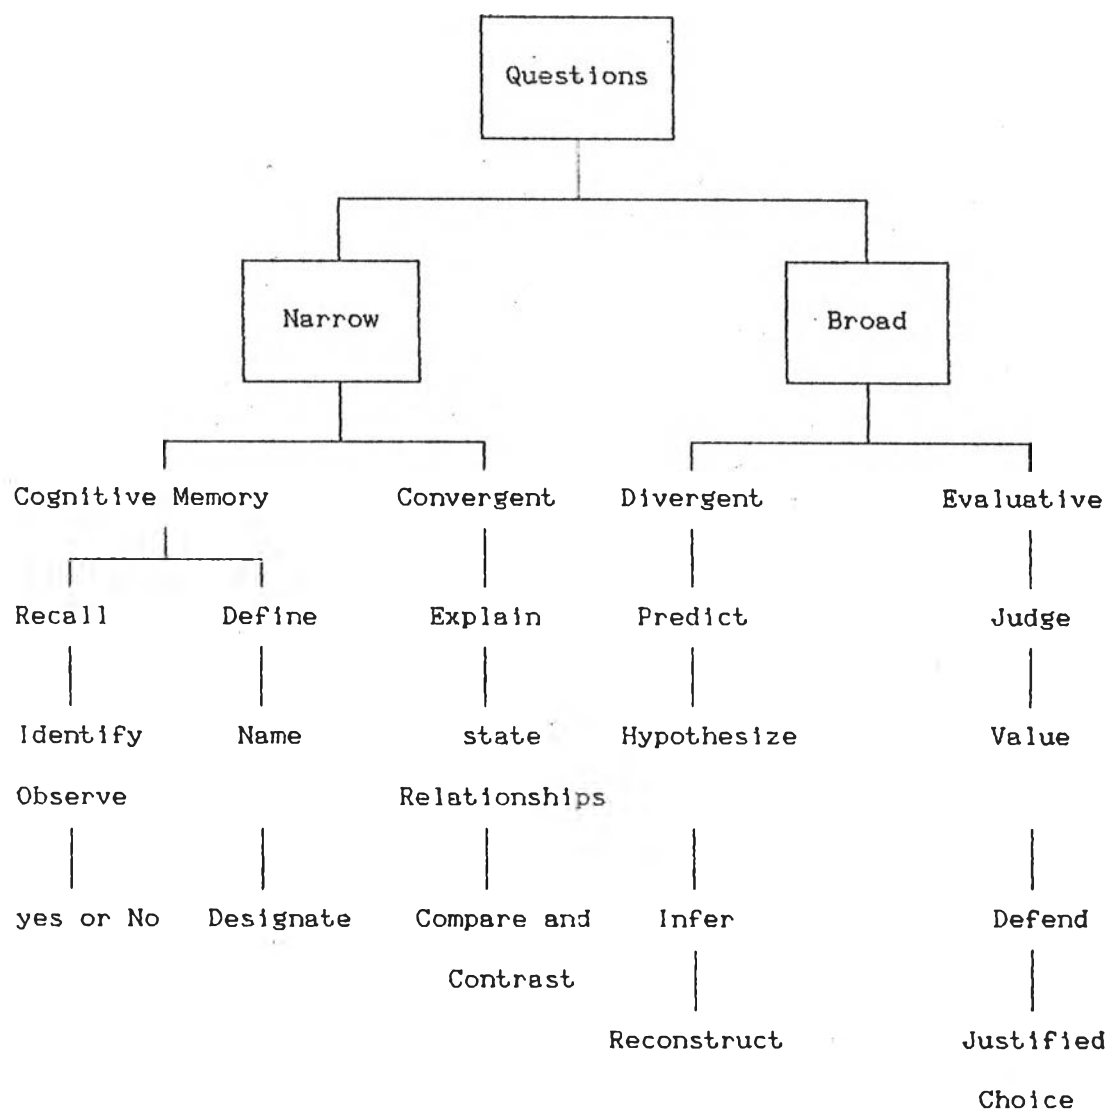 Questions
Narrow Broad
Cognitive Memory Convergent Divergent Evaluative
Recall Define Explain Predict Judge
Identify Name state Hypothesize Value
Observe Relationships
yes or No Designate Compare and Infer Defend
Contrast
Reconstruct Justified
Choice